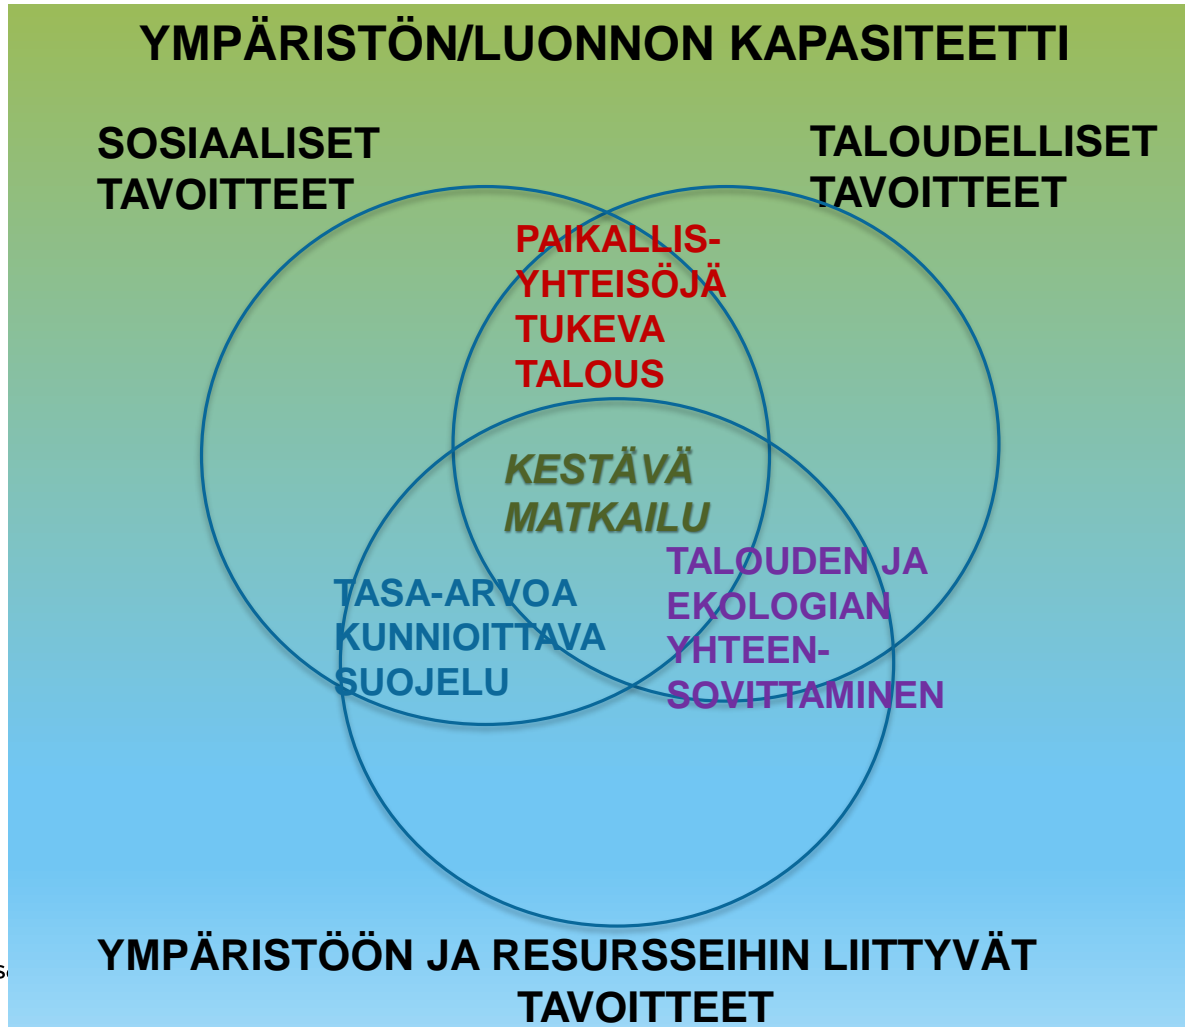 YMPÄRISTÖN/LUONNON KAPASITEETTI
SOSIAALISET
TAVOITTEET
TALOUDELLISET
TAVOITTEET
PAIKALLIS-
YHTEISÖJÄ
TUKEVA
TALOUS
KESTÄVÄ
MATKAILU
TASA-ARVOA
KUNNIOITTAVA
SUOJELU
TALOUDEN JA
EKOLOGIAN
YHTEEN-
SOVITTAMINEN
YMPÄRISTÖÖN JA RESURSSEIHIN LIITTYVÄT
TAVOITTEET